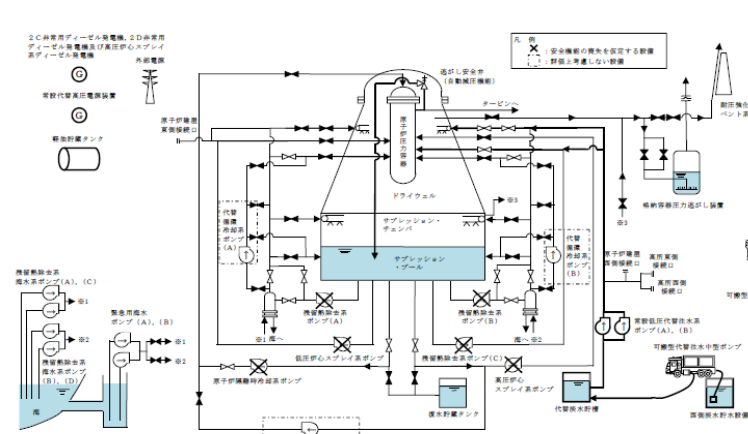 2C非常用ディーゼル発電機、2D非常用
ディーゼル発電機及び高圧炉心スプレイ
系ディーゼル発電機
外部電源
G
常設代替高圧電源装置
G
軽油貯蔵タンク
凡 例
：安全機能の喪失を仮定する設備
：評価上考慮しない設備
逃がし安全弁
（自動減圧機能）
タービンへ
原子炉建屋
東側接続口
原子炉圧力容器
ドライウェル
耐圧強化
ベント系
格納容器圧力逃がし装置
※3
※3
サプレッション・
チェンバ
サプレッション
・プール
代替
循環
冷却系
ポンプ
(A)
代替
循環
冷却系
ポンプ
(B)
原子炉建屋
西側接続口
高所東側
接続口
高所西側
接続口
可搬型
残留熱除去系
海水系ポンプ(A)、(C)
※1
※2
緊急用海水
ポンプ (A)、(B)
※1
※2
残留熱除去系
海水系ポンプ
(B)、(D)
海
残留熱除去系
ポンプ(A)
残留熱除去系
ポンプ(B)
※1 海へ
海へ ※2
低圧炉心スプレイ系ポンプ
残留熱除去系ポンプ(C)
原子炉隔離時冷却系ポンプ
高圧炉心
スプレイ系ポンプ
復水貯蔵タンク
常設低圧代替注水系
ポンプ(A)、(B)
可搬型代替注水中型ポンプ
代替淡水貯槽
西側淡水貯水設備